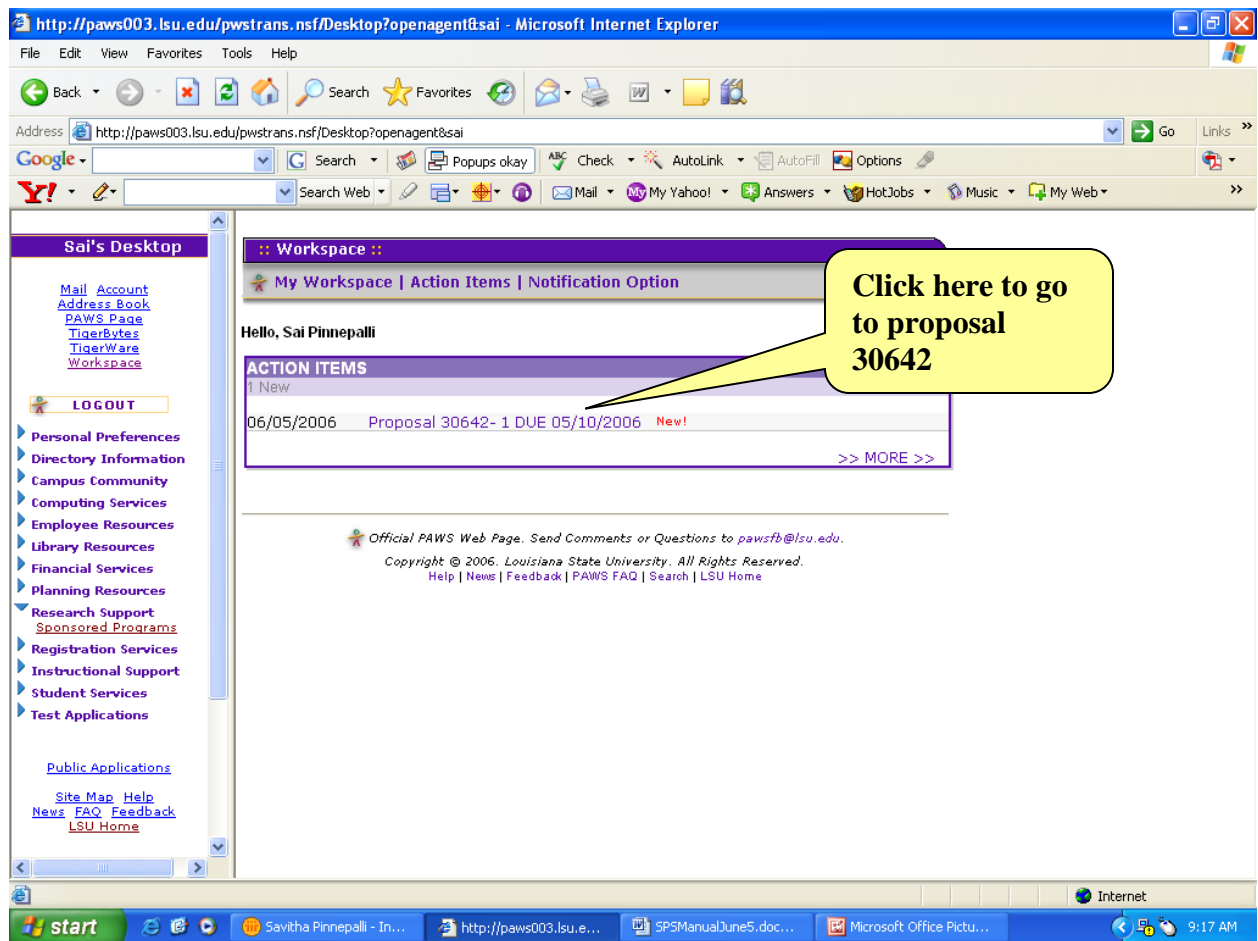 http://paws003.lsu.edu/pwstrans.nsf/Desktop?openagent&sai - Microsoft Internet Explorer
File Edit View Favorites Tools Help
Back Search Favorites
Address http://paws003.lsu.edu/pwstrans.nsf/Desktop?openagent&sai Go Links »
Google G Search Popups okay ABC Check AutoLink AutoFill Options
Y! Search Web Mail My My Yahoo! Answers HotJobs Music My Web »
Sai's Desktop
Mail Account
Address Book
PAWS Page
TigerBytes
TigerWare
Workspace
LOGOUT
Personal Preferences
Directory Information
Campus Community
Computing Services
Employee Resources
Library Resources
Financial Services
Planning Resources
Research Support
Sponsored Programs
Registration Services
Instructional Support
Student Services
Test Applications
Public Applications
Site Map Help
News FAQ Feedback
LSU Home
:: Workspace ::
My Workspace | Action Items | Notification Option
Hello, Sai Pinnepalli
ACTION ITEMS
1 New
06/05/2006 Proposal 30642- 1 DUE 05/10/2006 New!
>> MORE >>
Click here to go
to proposal
30642
Official PAWS Web Page. Send Comments or Questions to pawsfb@lsu.edu.
Copyright © 2006. Louisiana State University. All Rights Reserved.
Help | News | Feedback | PAWS FAQ | Search | LSU Home
Internet
start Savitha Pinnepalli - In... http://paws003.lsu.e... SPSManualJune5.doc... Microsoft Office Pictu... 9:17 AM